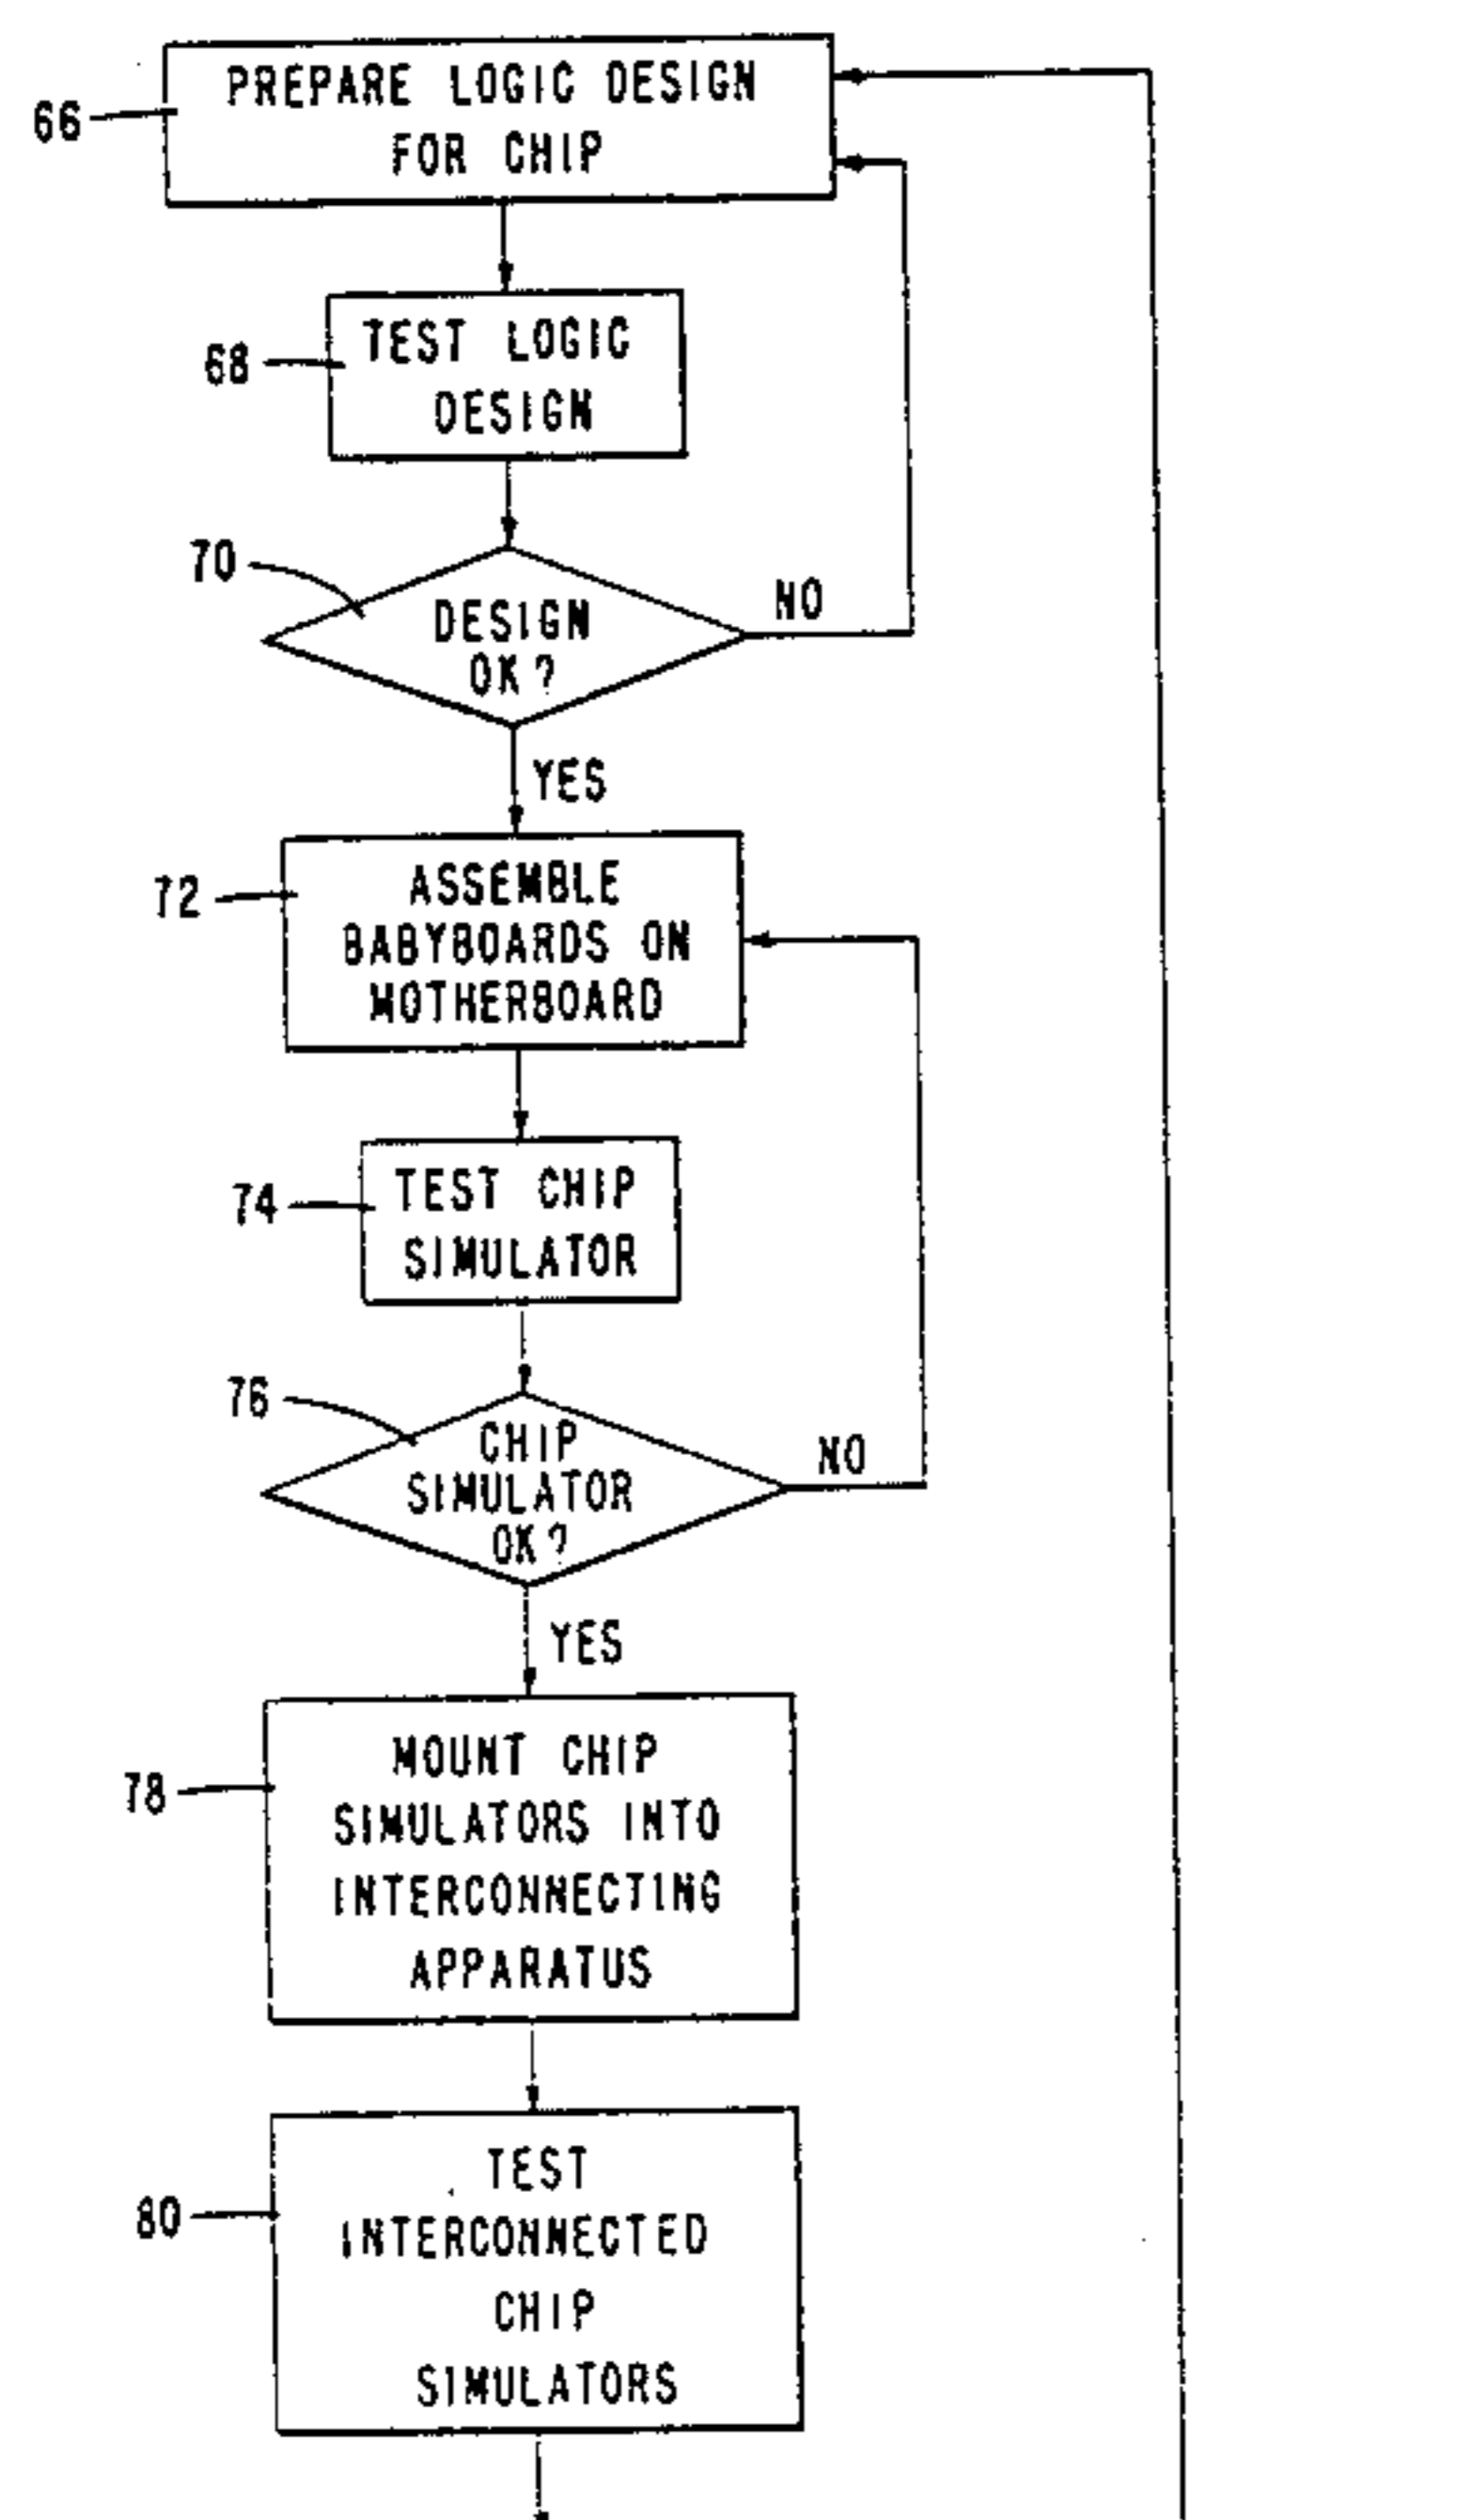 PREPARE LOGIC DESIGN
FOR CHIP
66
TEST LOGIC
DESIGN
68
70
DESIGN
OK?
NO
YES
72
ASSEMBLE
BABYBOARDS ON
MOTHERBOARD
74
TEST CHIP
SIMULATOR
76
CHIP
SIMULATOR
OK?
NO
YES
78
MOUNT CHIP
SIMULATORS INTO
INTERCONNECTING
APPARATUS
80
TEST
INTERCONNECTED
CHIP
SIMULATORS